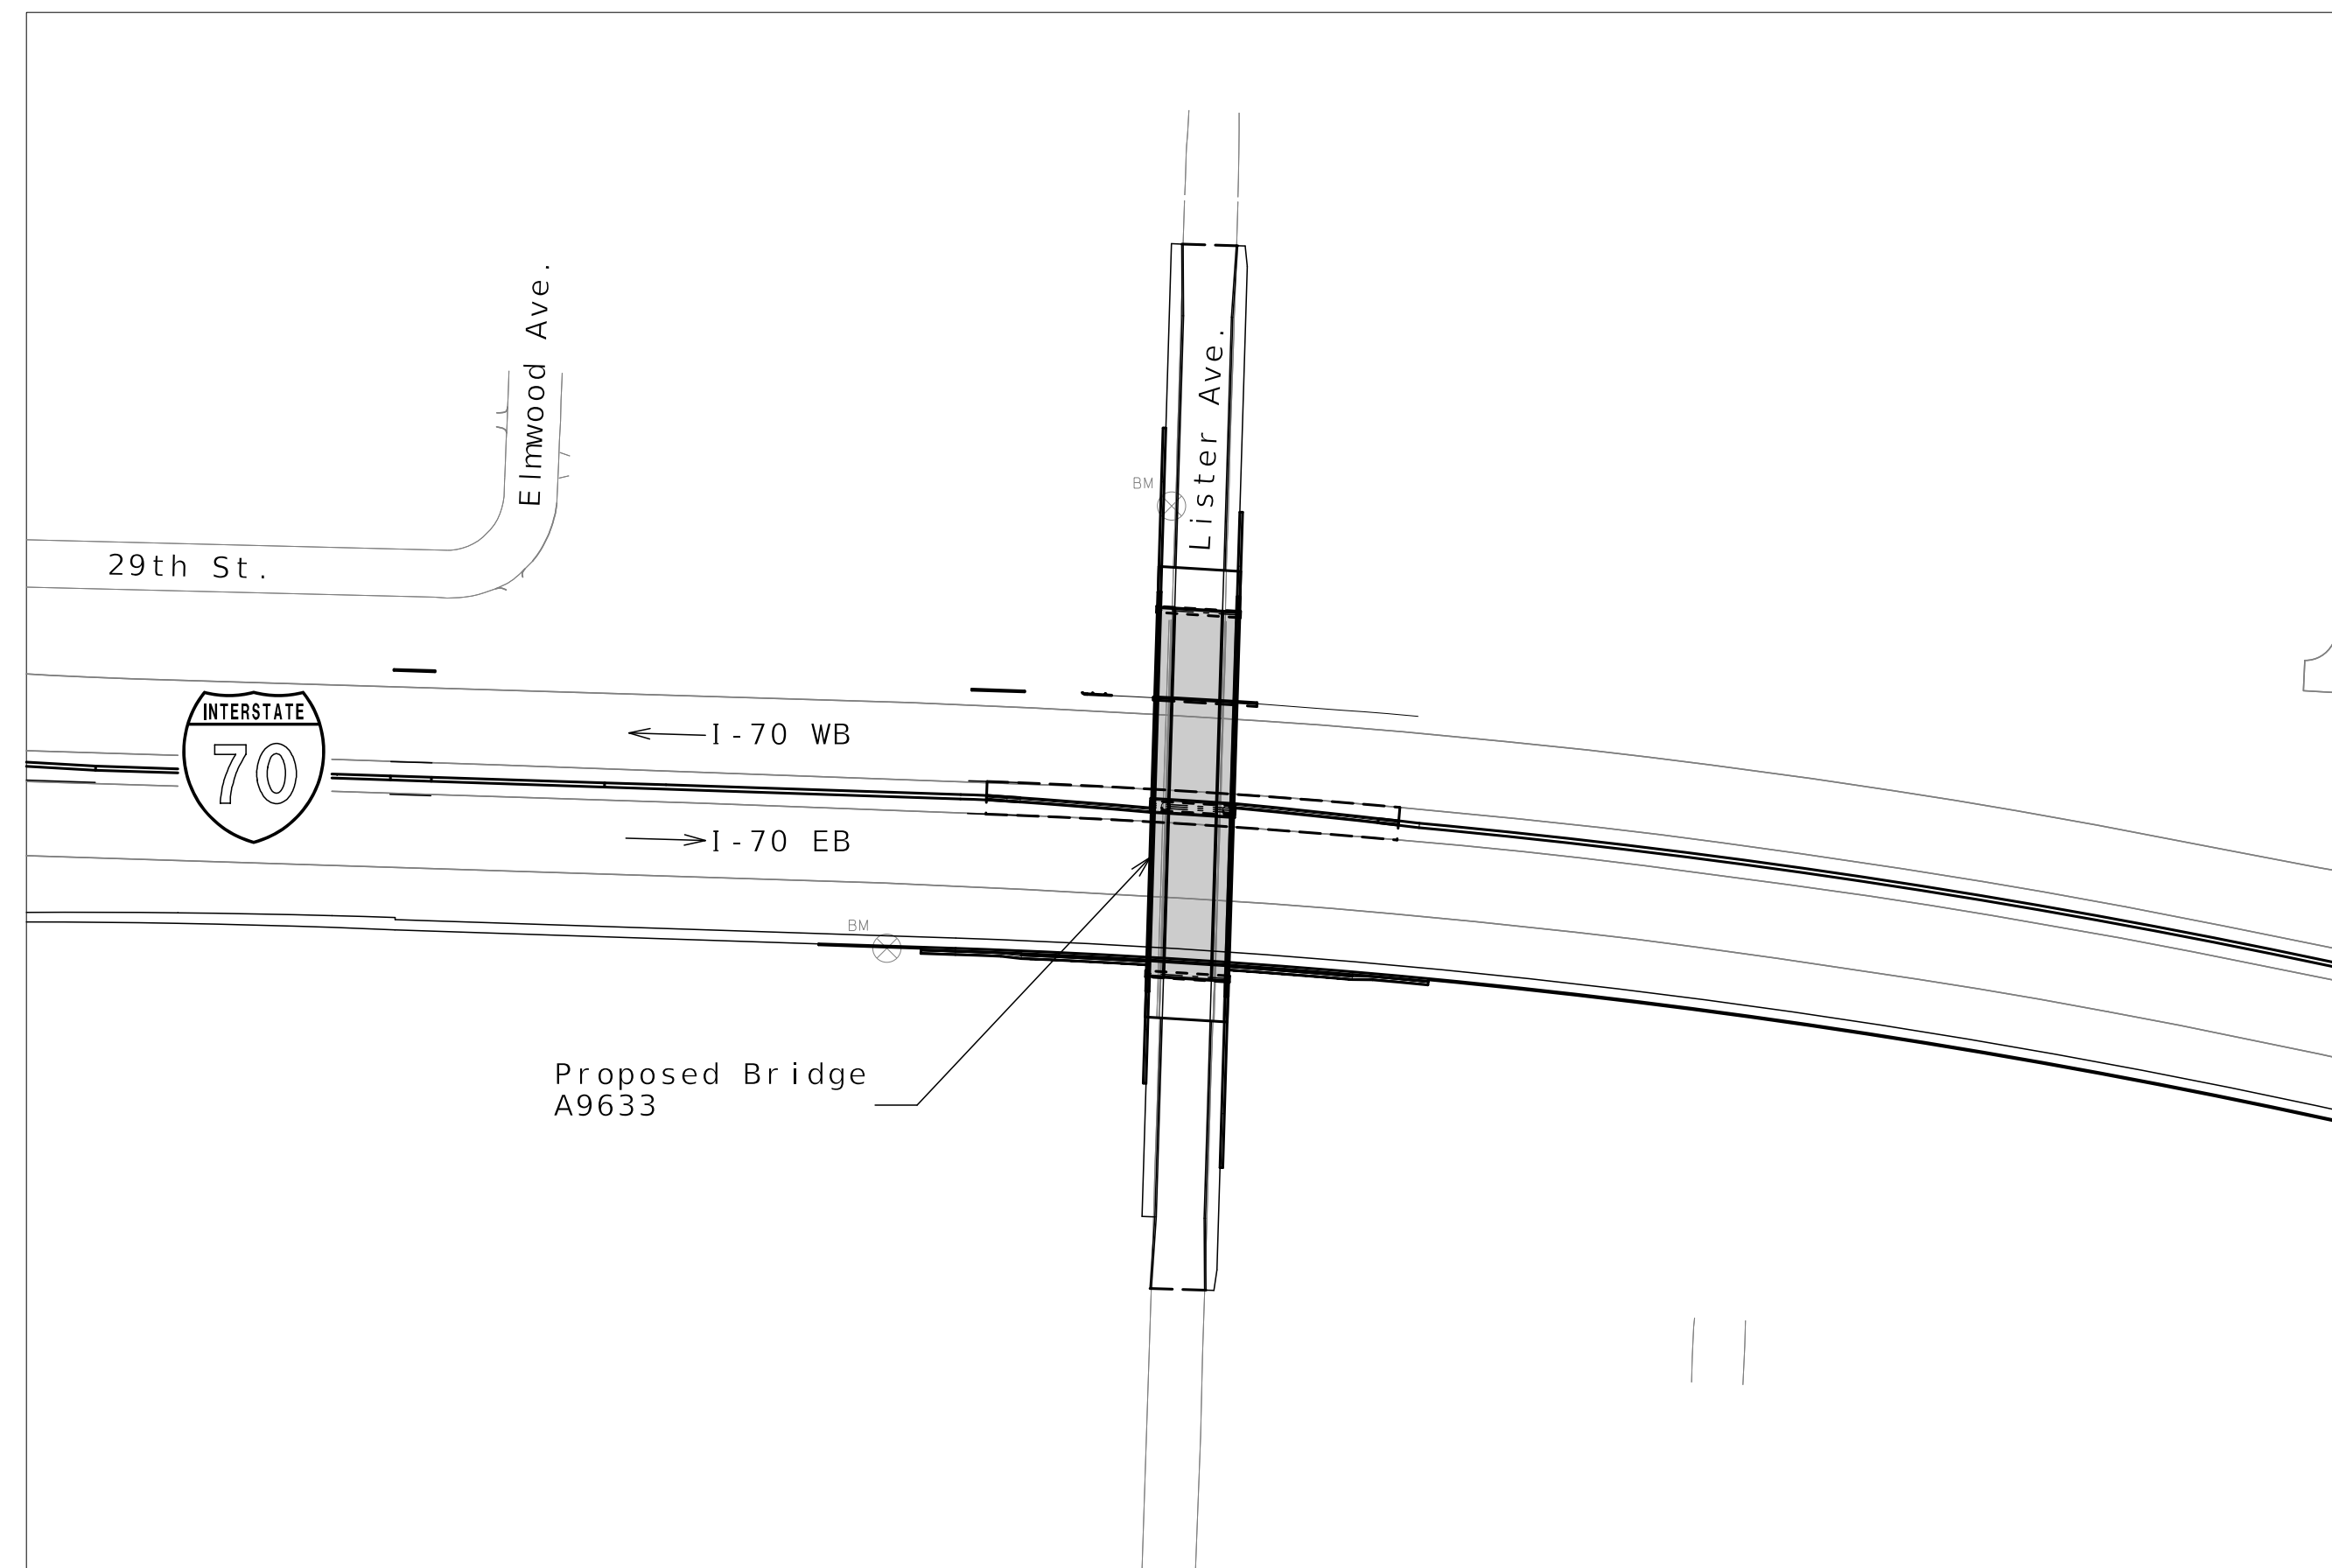 Elmwood Ave.
Lister Ave.
BM
29th St.
INTERSTATE
70
I-70 WB
I-70 EB
BM
Proposed Bridge
A9633